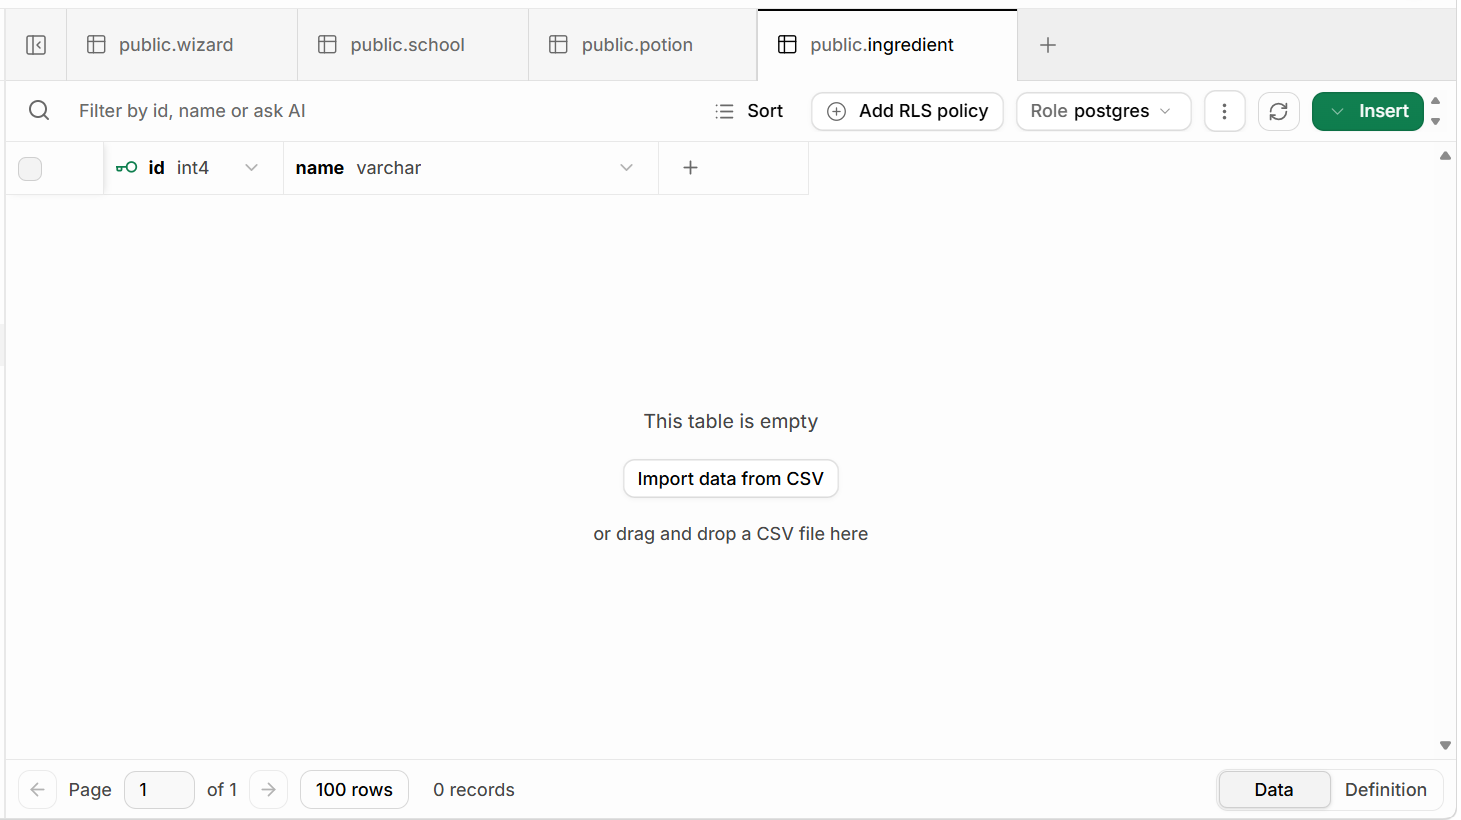 public.wizard
public.school
public.potion
public.ingredient
Filter by id, name or ask AI
Sort
Add RLS policy
Role postgres
Insert
id int4
name varchar
This table is empty
Import data from CSV
or drag and drop a CSV file here
Page 1 of 1
100 rows
0 records
Data
Definition